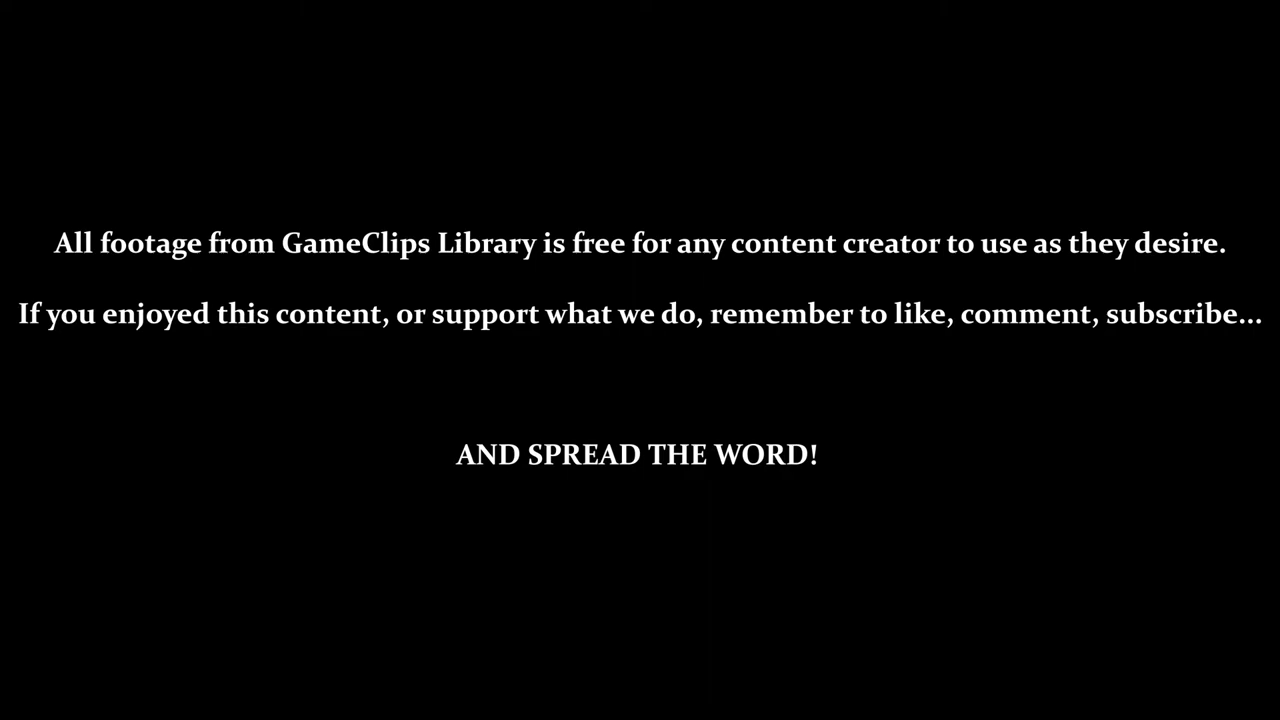 All footage from GameClips Library is free for any content creator to use as they desire.
If you enjoyed this content, or support what we do, remember to like, comment, subscribe...
AND SPREAD THE WORD!